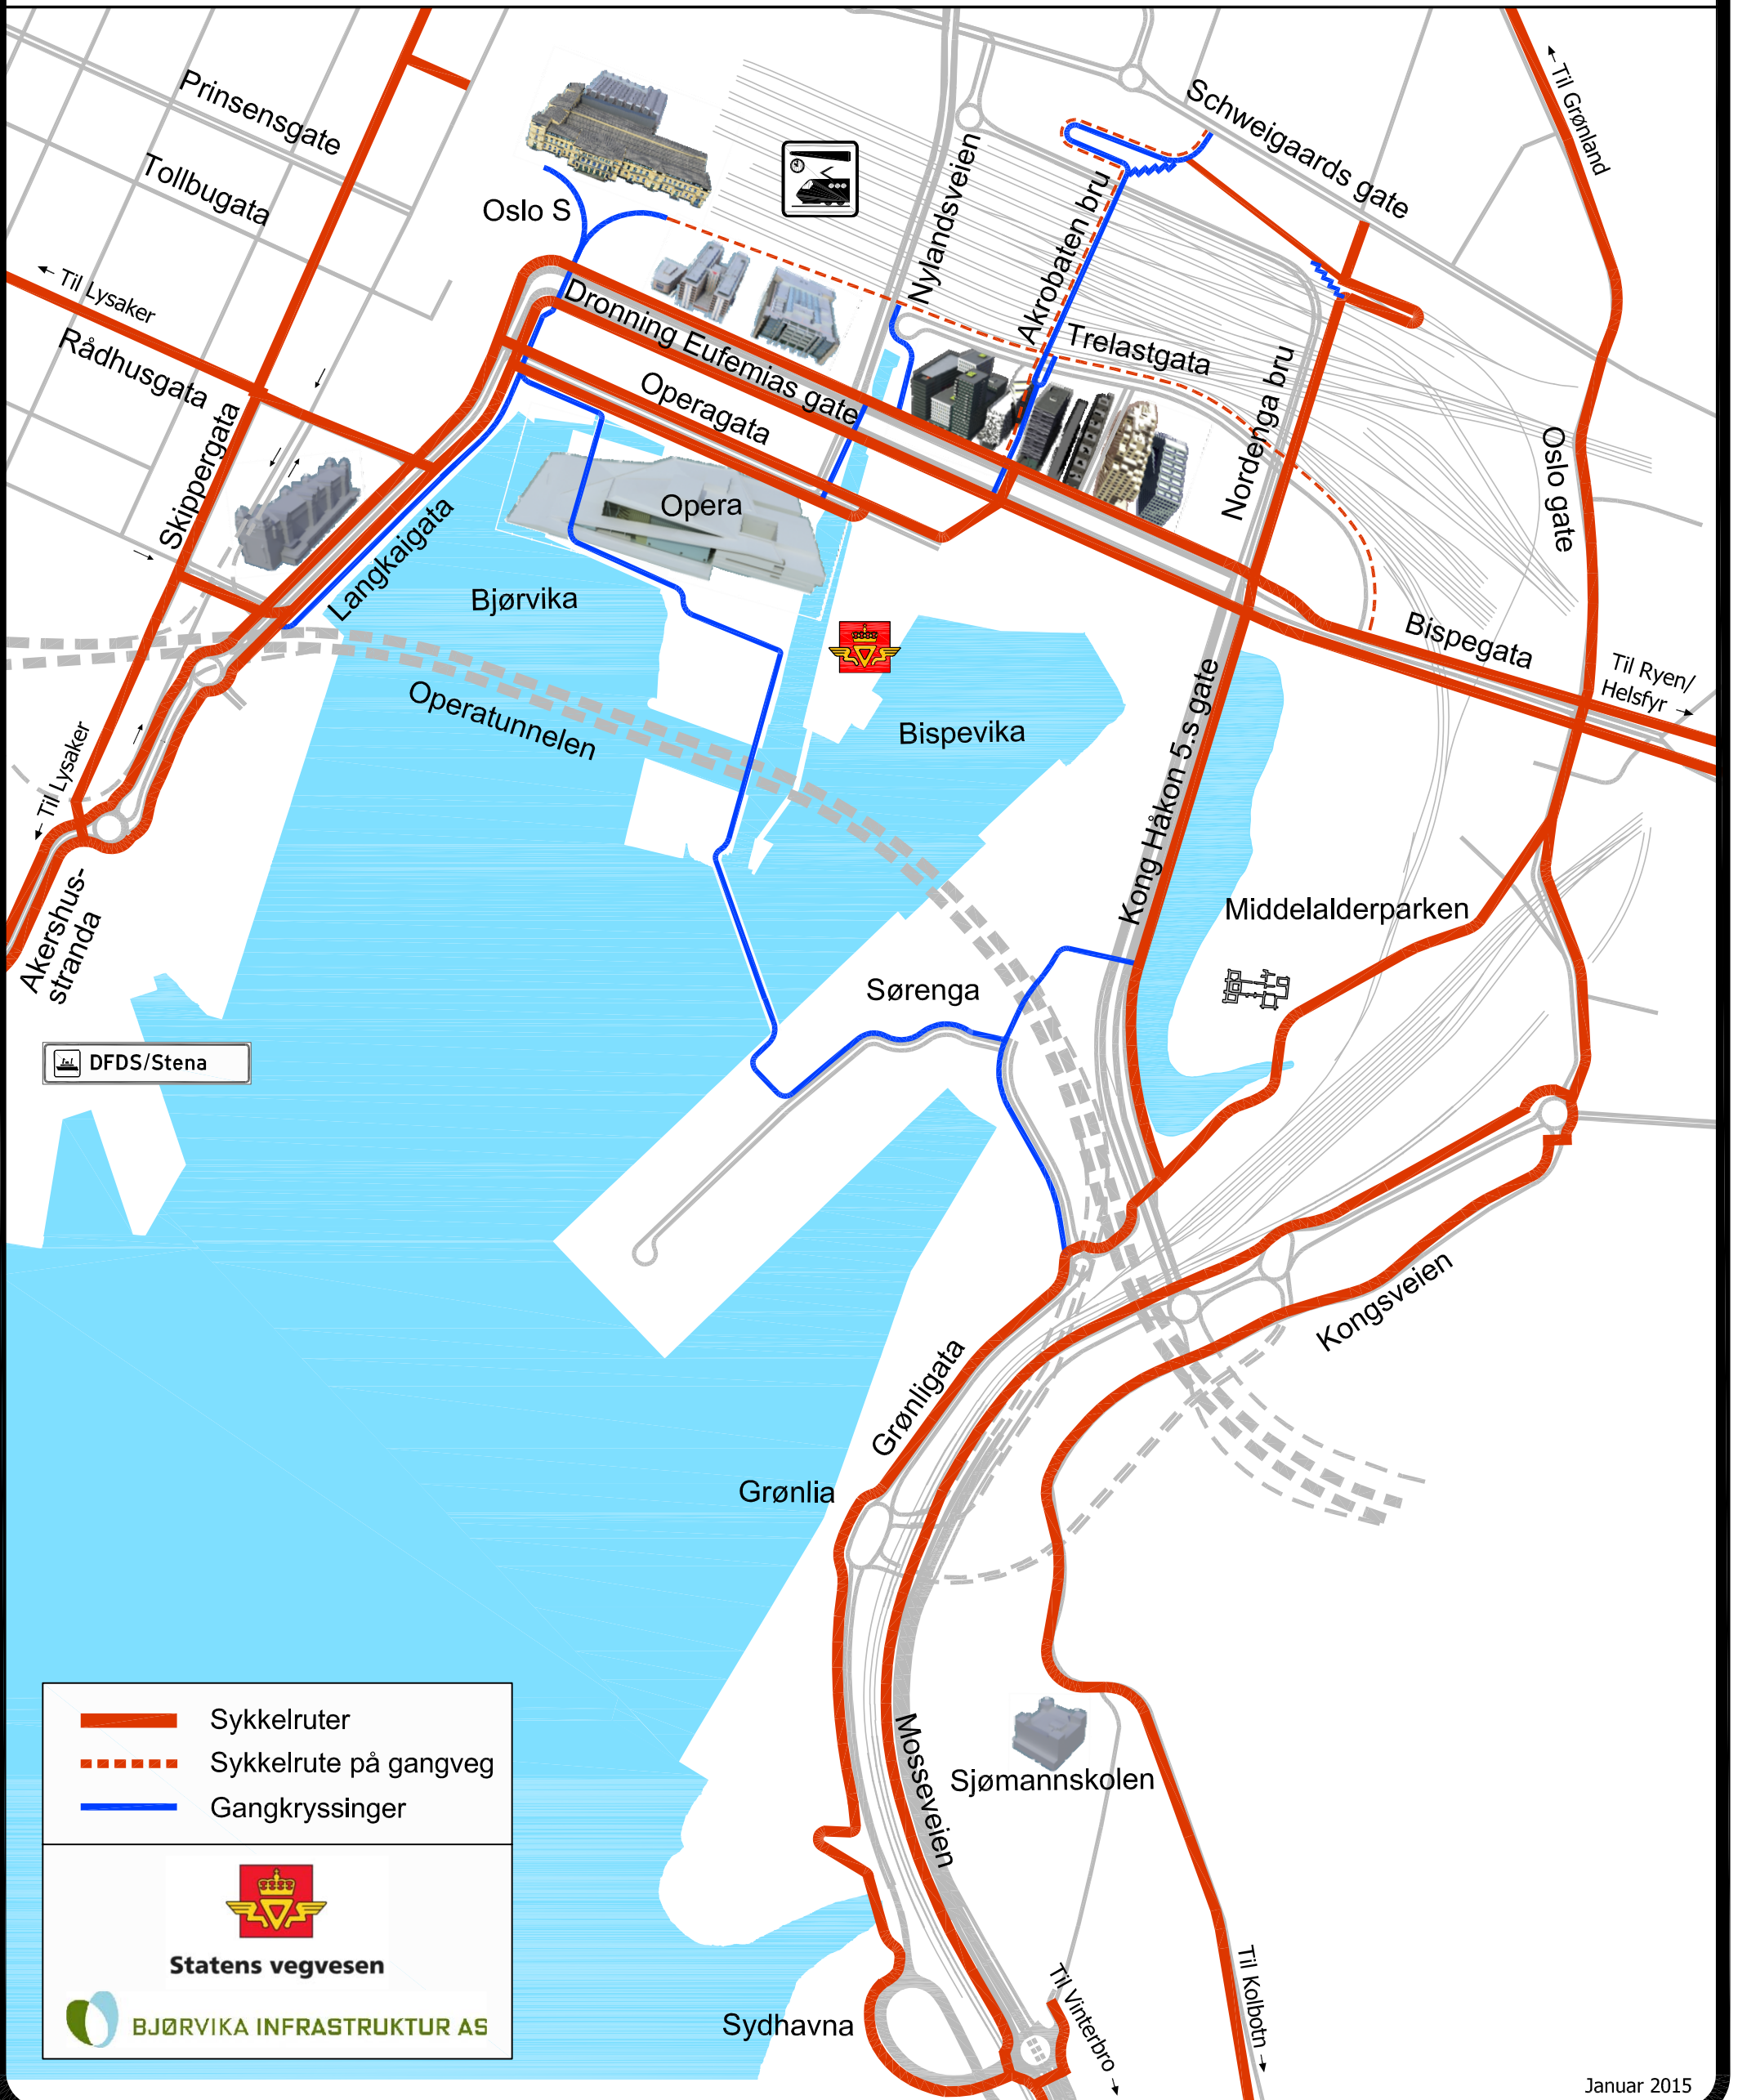 Prinsensgate
Tollbugata
Oslo S
Nylandsveien
Akrobaten bru
Schweigaards gate
← Til Grønland
← Til Lysaker
Rådhusgata
Skippergata
Dronning Eufemias gate
Operagata
Trelastgata
Nordenga bru
Oslo gate
Opera
Langkaigata
Bjørvika
Operatunnelen
Bispevika
Kong Håkon 5.s gate
Bispegata
Til Ryen/
Helsfyr →
← Til Lysaker
Akershus-
stranda
Middelalderparken
Sørenga
DFDS/Stena
Kongsveien
Grønligata
Grønlia
Mosseveien
Sjømannskolen
Sydhavna
Til Vinterbro →
Til Kolbotn →
Sykkelruter
Sykkelrute på gangveg
Gangkryssinger
Statens vegvesen
BJØRVIKA INFRASTRUKTUR AS
Januar 2015